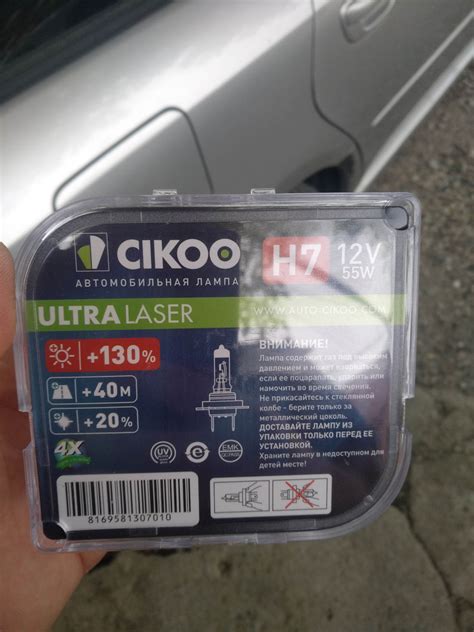 CIKOO
АВТОМОБИЛЬНАЯ ЛАМПА
H7 12V
55W
ULTRA LASER
WWW.AUTO-CIKOO.COM
+130%
+40М
+20%
4X
UV
e
EMK
ВНИМАНИЕ!
Лампа содержит газ под высоким
давлением и может взорваться,
если ее поцарапать, ударить или
намочить во время свечения.
Не прикасайтесь к стеклянной
колбе - берите только за
металлический цоколь.
ДОСТАВАЙТЕ ЛАМПУ ИЗ
УПАКОВКИ ТОЛЬКО ПЕРЕД ЕЕ
УСТАНОВКОЙ.
Храните лампу в недоступном для
детей месте!
8169581307010